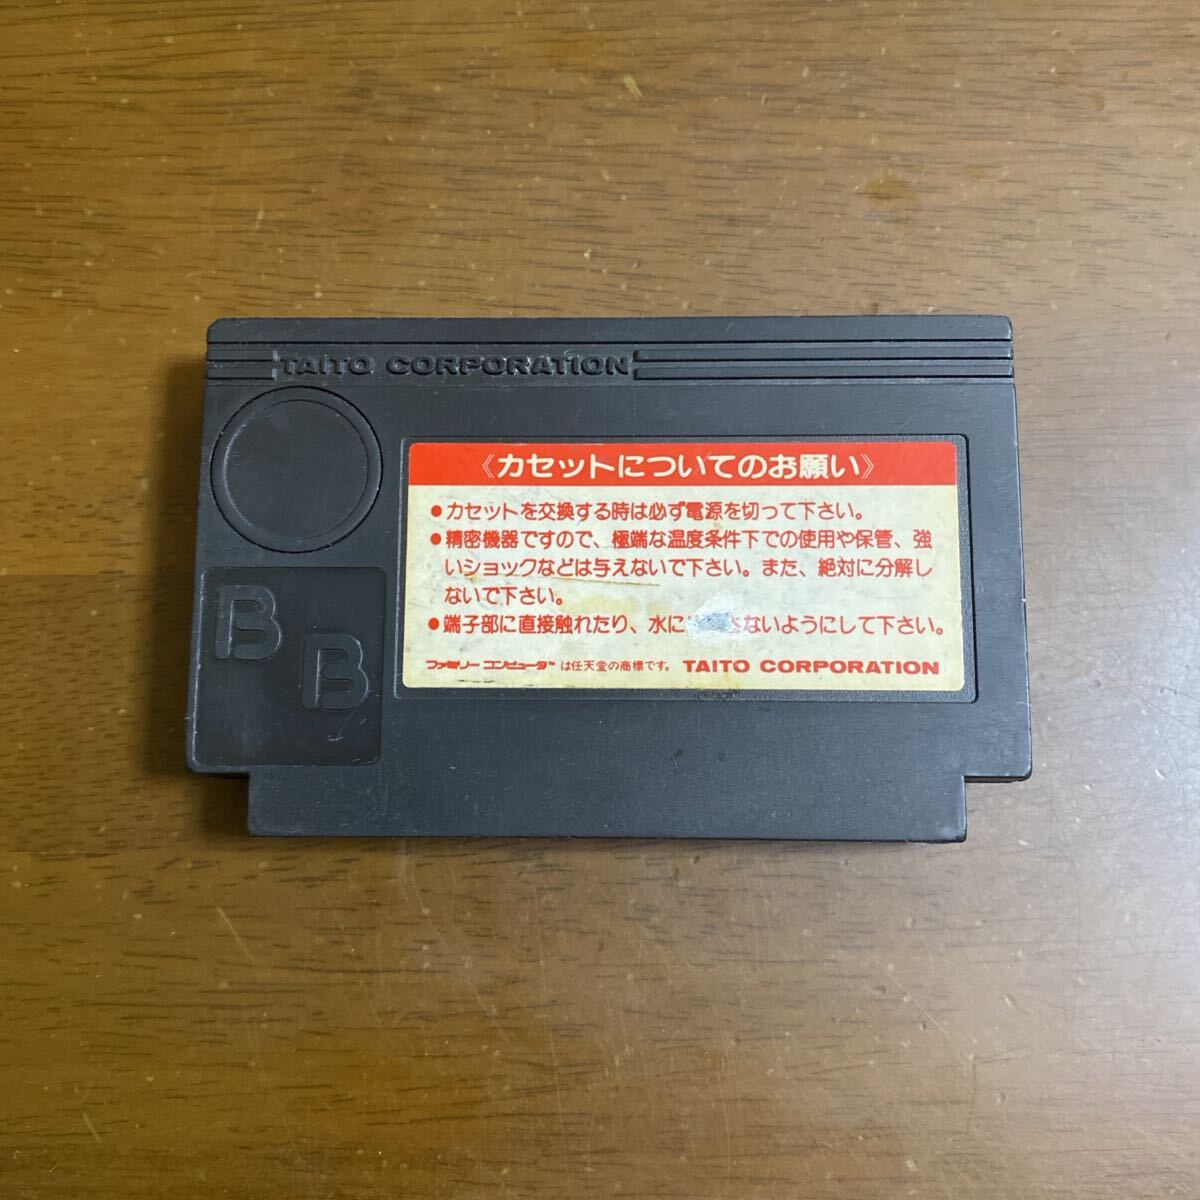 TAITO CORPORATION
《カセットについてのお願い》
●カセットを交換する時は必ず電源を切って下さい。
●精密機器ですので、極端な温度条件下での使用や保管、強
いショックなどは与えないで下さい。また、絶対に分解し
ないで下さい。
●端子部に直接触れたり、水に ないようにして下さい。
ファミリー コンピュータ™ は任天堂の商標です。 TAITO CORPORATION
B
B